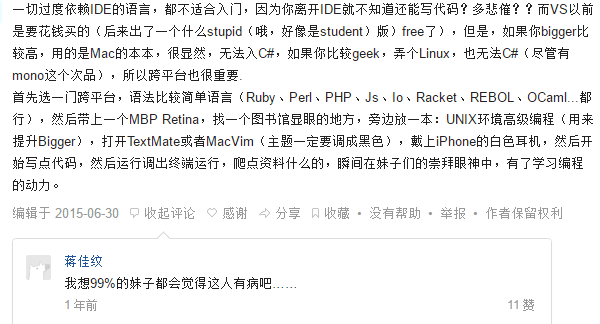 一切过度依赖IDE的语言，都不适合入门，因为你离开IDE就不知道还能写代码？多悲催？？而VS以前
是要花钱买的（后来出了一个什么stupid（哦，好像是student）版）free了），但是，如果你bigger比
较高，用的是Mac的本本，很显然，无法入C#，如果你比较geek，弄个Linux，也无法C#（尽管有
mono这个次品），所以跨平台也很重要.
首先选一门跨平台，语法比较简单语言（Ruby、Perl、PHP、Js、Io、Racket、REBOL、OCaml...都
行），然后带上一个MBP Retina，找一个图书馆显眼的地方，旁边放一本：UNIX环境高级编程（用来
提升Bigger），打开TextMate或者MacVim（主题一定要调成黑色），戴上iPhone的白色耳机，然后开
始写点代码，然后运行调出终端运行，爬点资料什么的，瞬间在妹子们的崇拜眼神中，有了学习编程
的动力。
编辑于 2015-06-30 收起评论 感谢 分享 收藏 • 没有帮助 • 举报 • 作者保留权利
蒋佳纹
我想99%的妹子都会觉得这人有病吧……
1 年前 11 赞